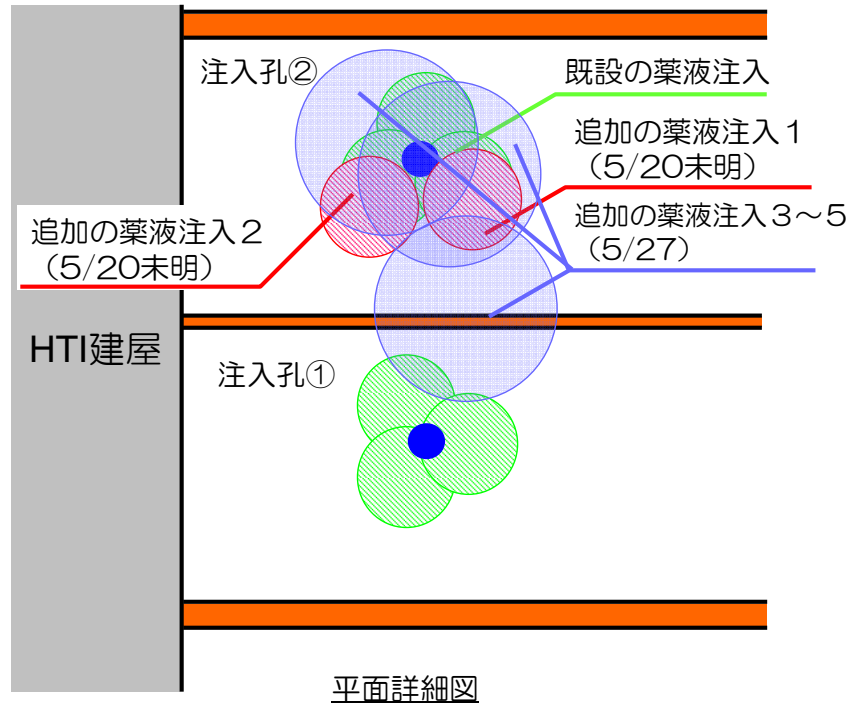 注入孔②
既設の薬液注入
追加の薬液注入1
(5/20未明)
追加の薬液注入2
(5/20未明)
追加の薬液注入3～5
(5/27)
HTI建屋
注入孔①
平面詳細図